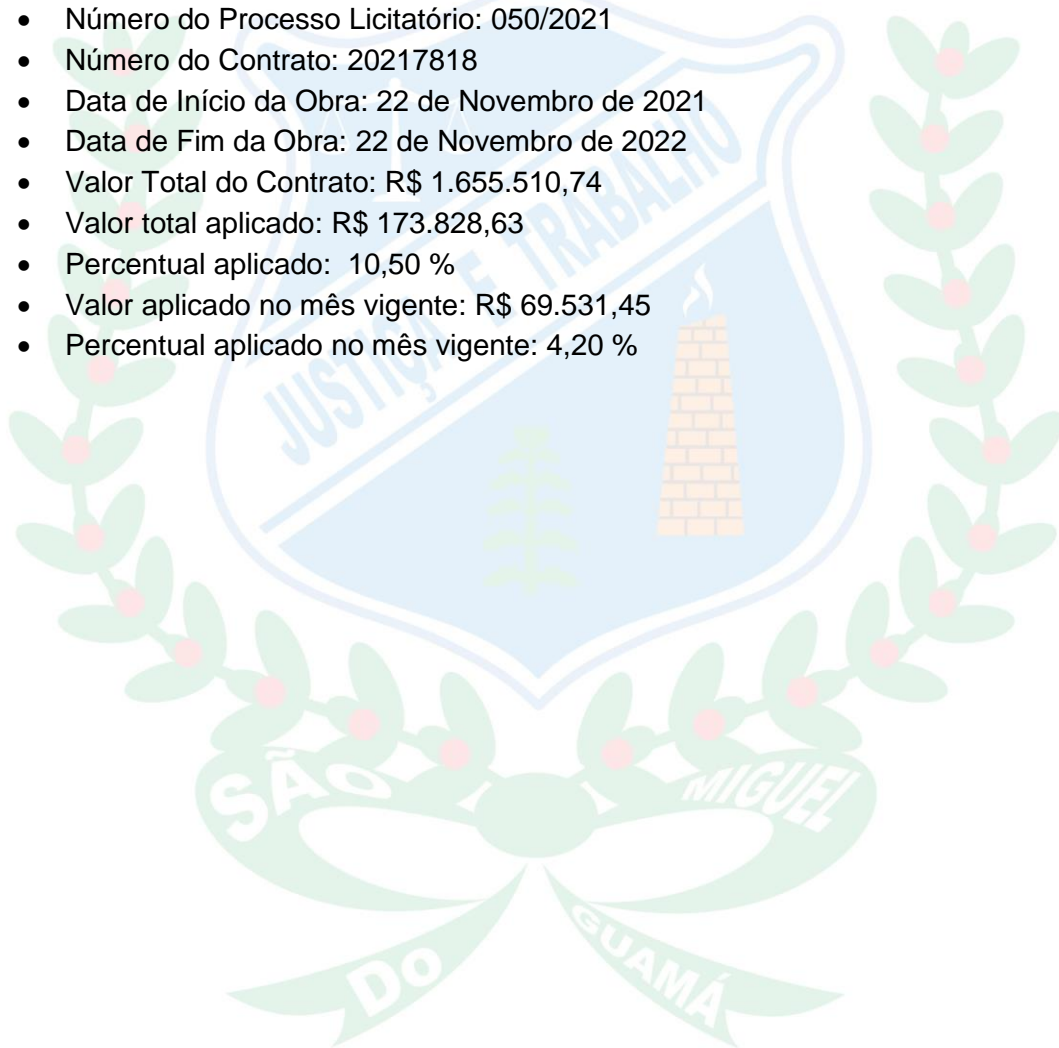 • Número do Processo Licitatório: 050/2021
• Número do Contrato: 20217818
• Data de Início da Obra: 22 de Novembro de 2021
• Data de Fim da Obra: 22 de Novembro de 2022
• Valor Total do Contrato: R$ 1.655.510,74
• Valor total aplicado: R$ 173.828,63
• Percentual aplicado:  10,50 %
• Valor aplicado no mês vigente: R$ 69.531,45
• Percentual aplicado no mês vigente: 4,20 %
JUSTIÇA E TRABALHO
SÃO MIGUEL
DO GUAMÁ